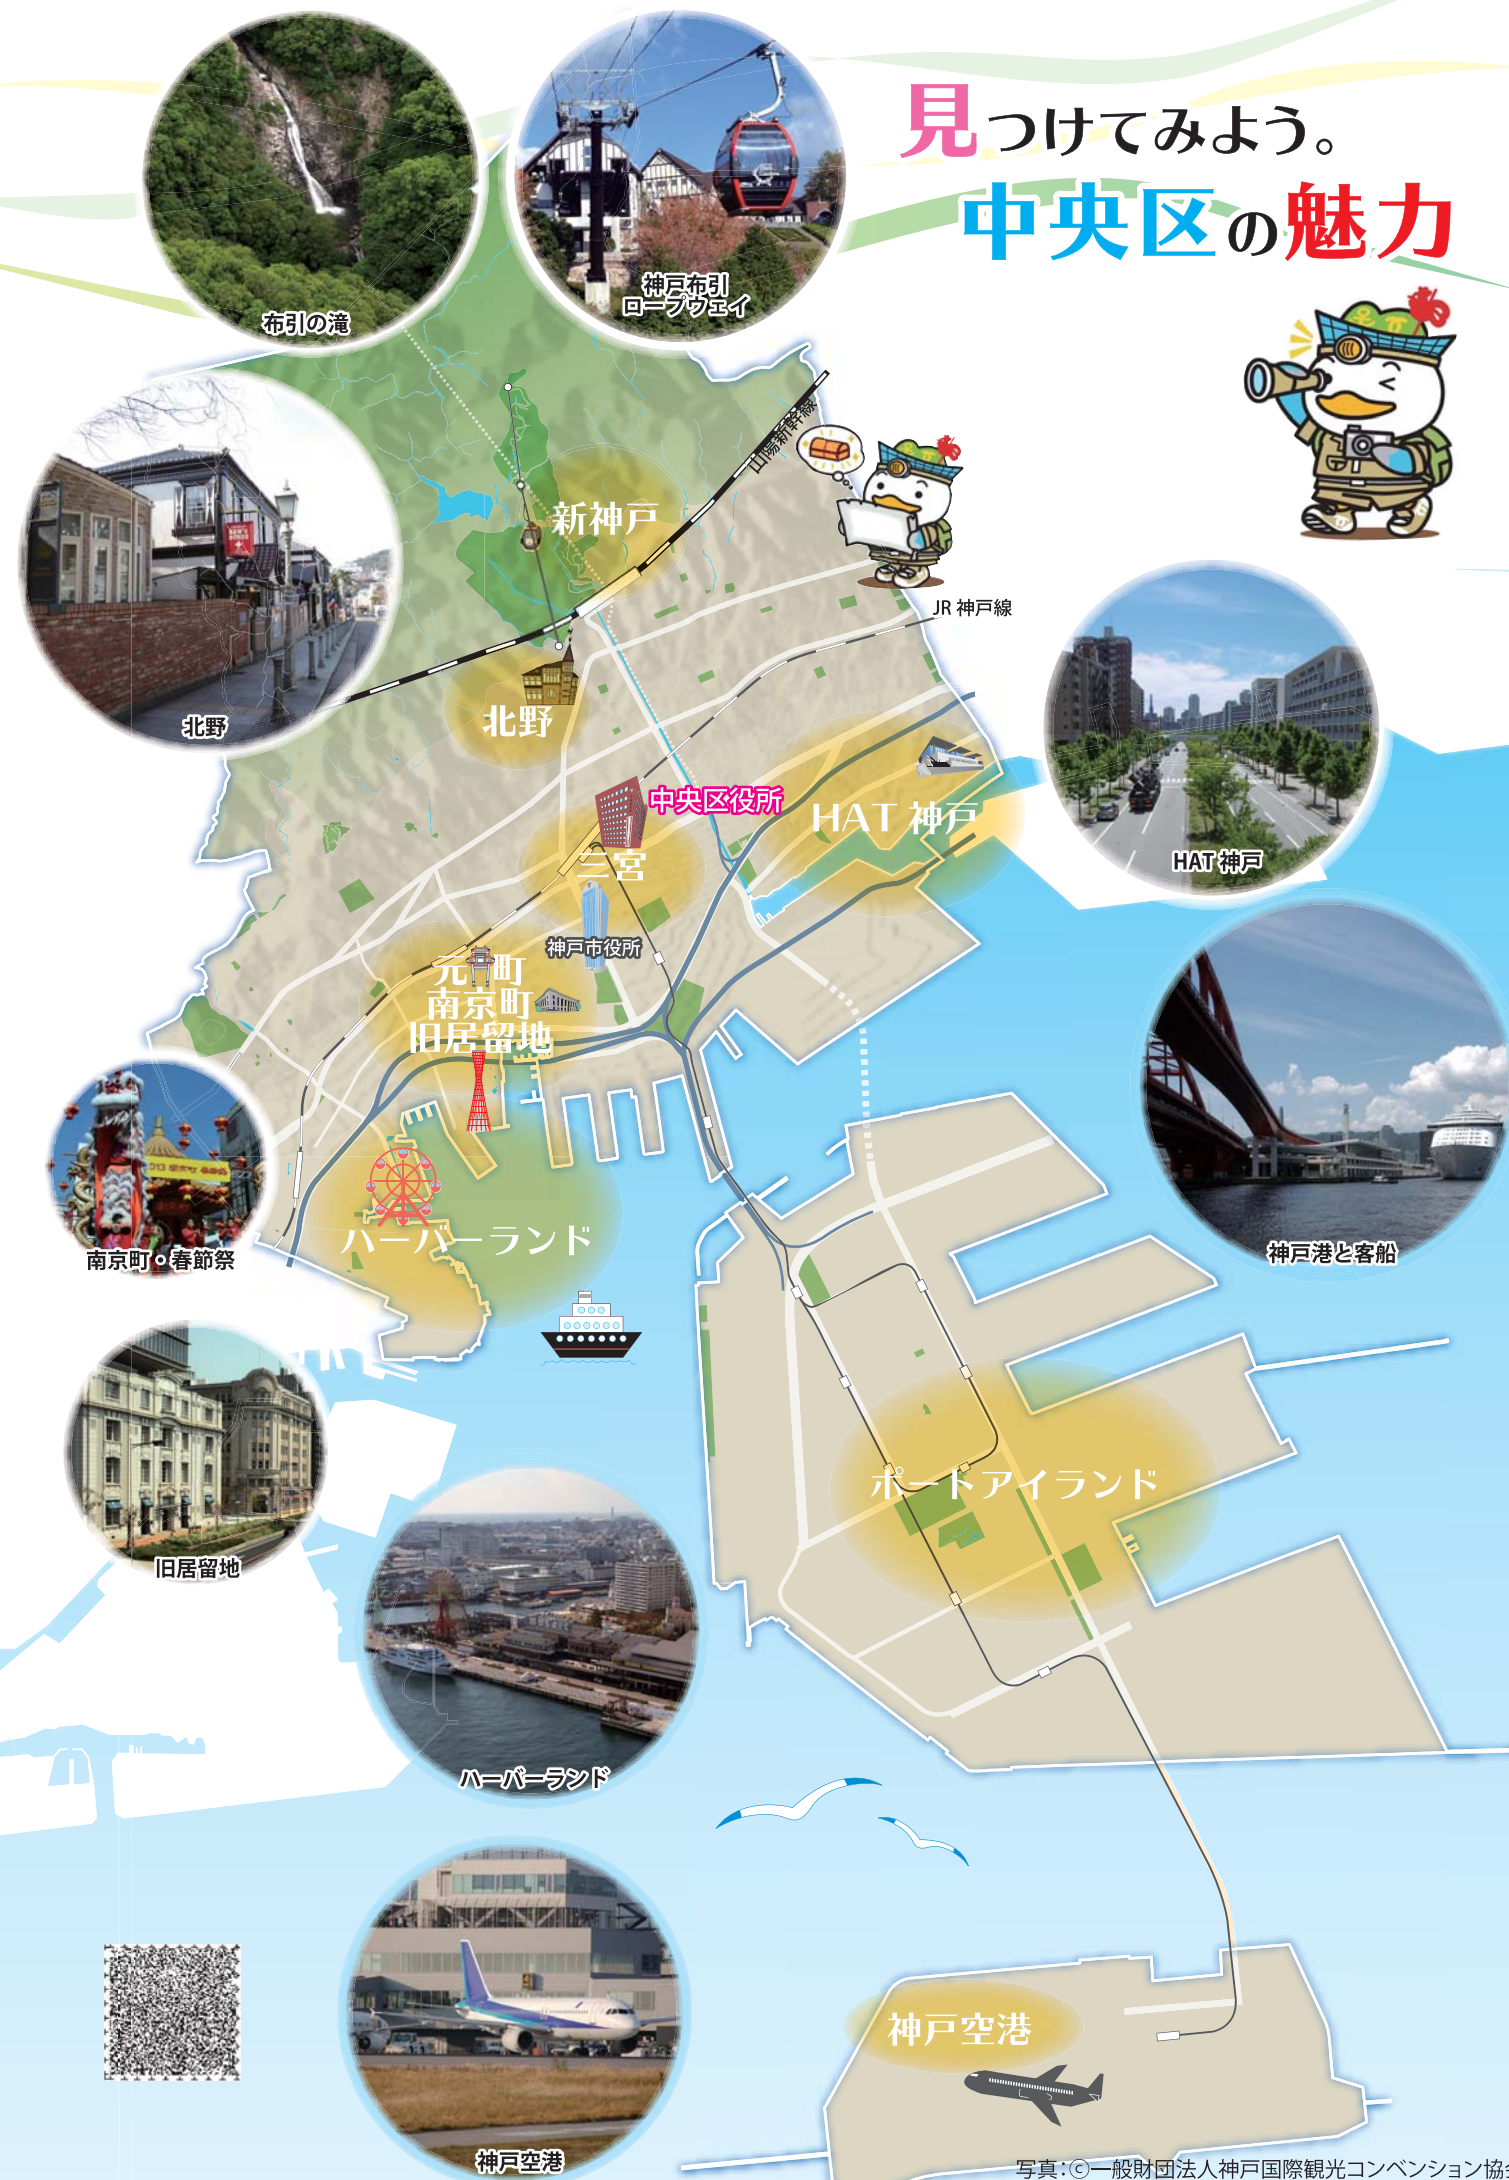 見つけてみよう。
中央区の魅力
布引の滝
神戸布引
ロープウェイ
山陽新幹線
新神戸
JR 神戸線
北野
北野
中央区役所
HAT 神戸
HAT 神戸
三宮
神戸市役所
元町
南京町
旧居留地
南京町・春節祭
ハーバーランド
神戸港と客船
旧居留地
ポートアイランド
ハーバーランド
神戸空港
神戸空港
写真:Ⓒ一般財団法人神戸国際観光コンベンション協